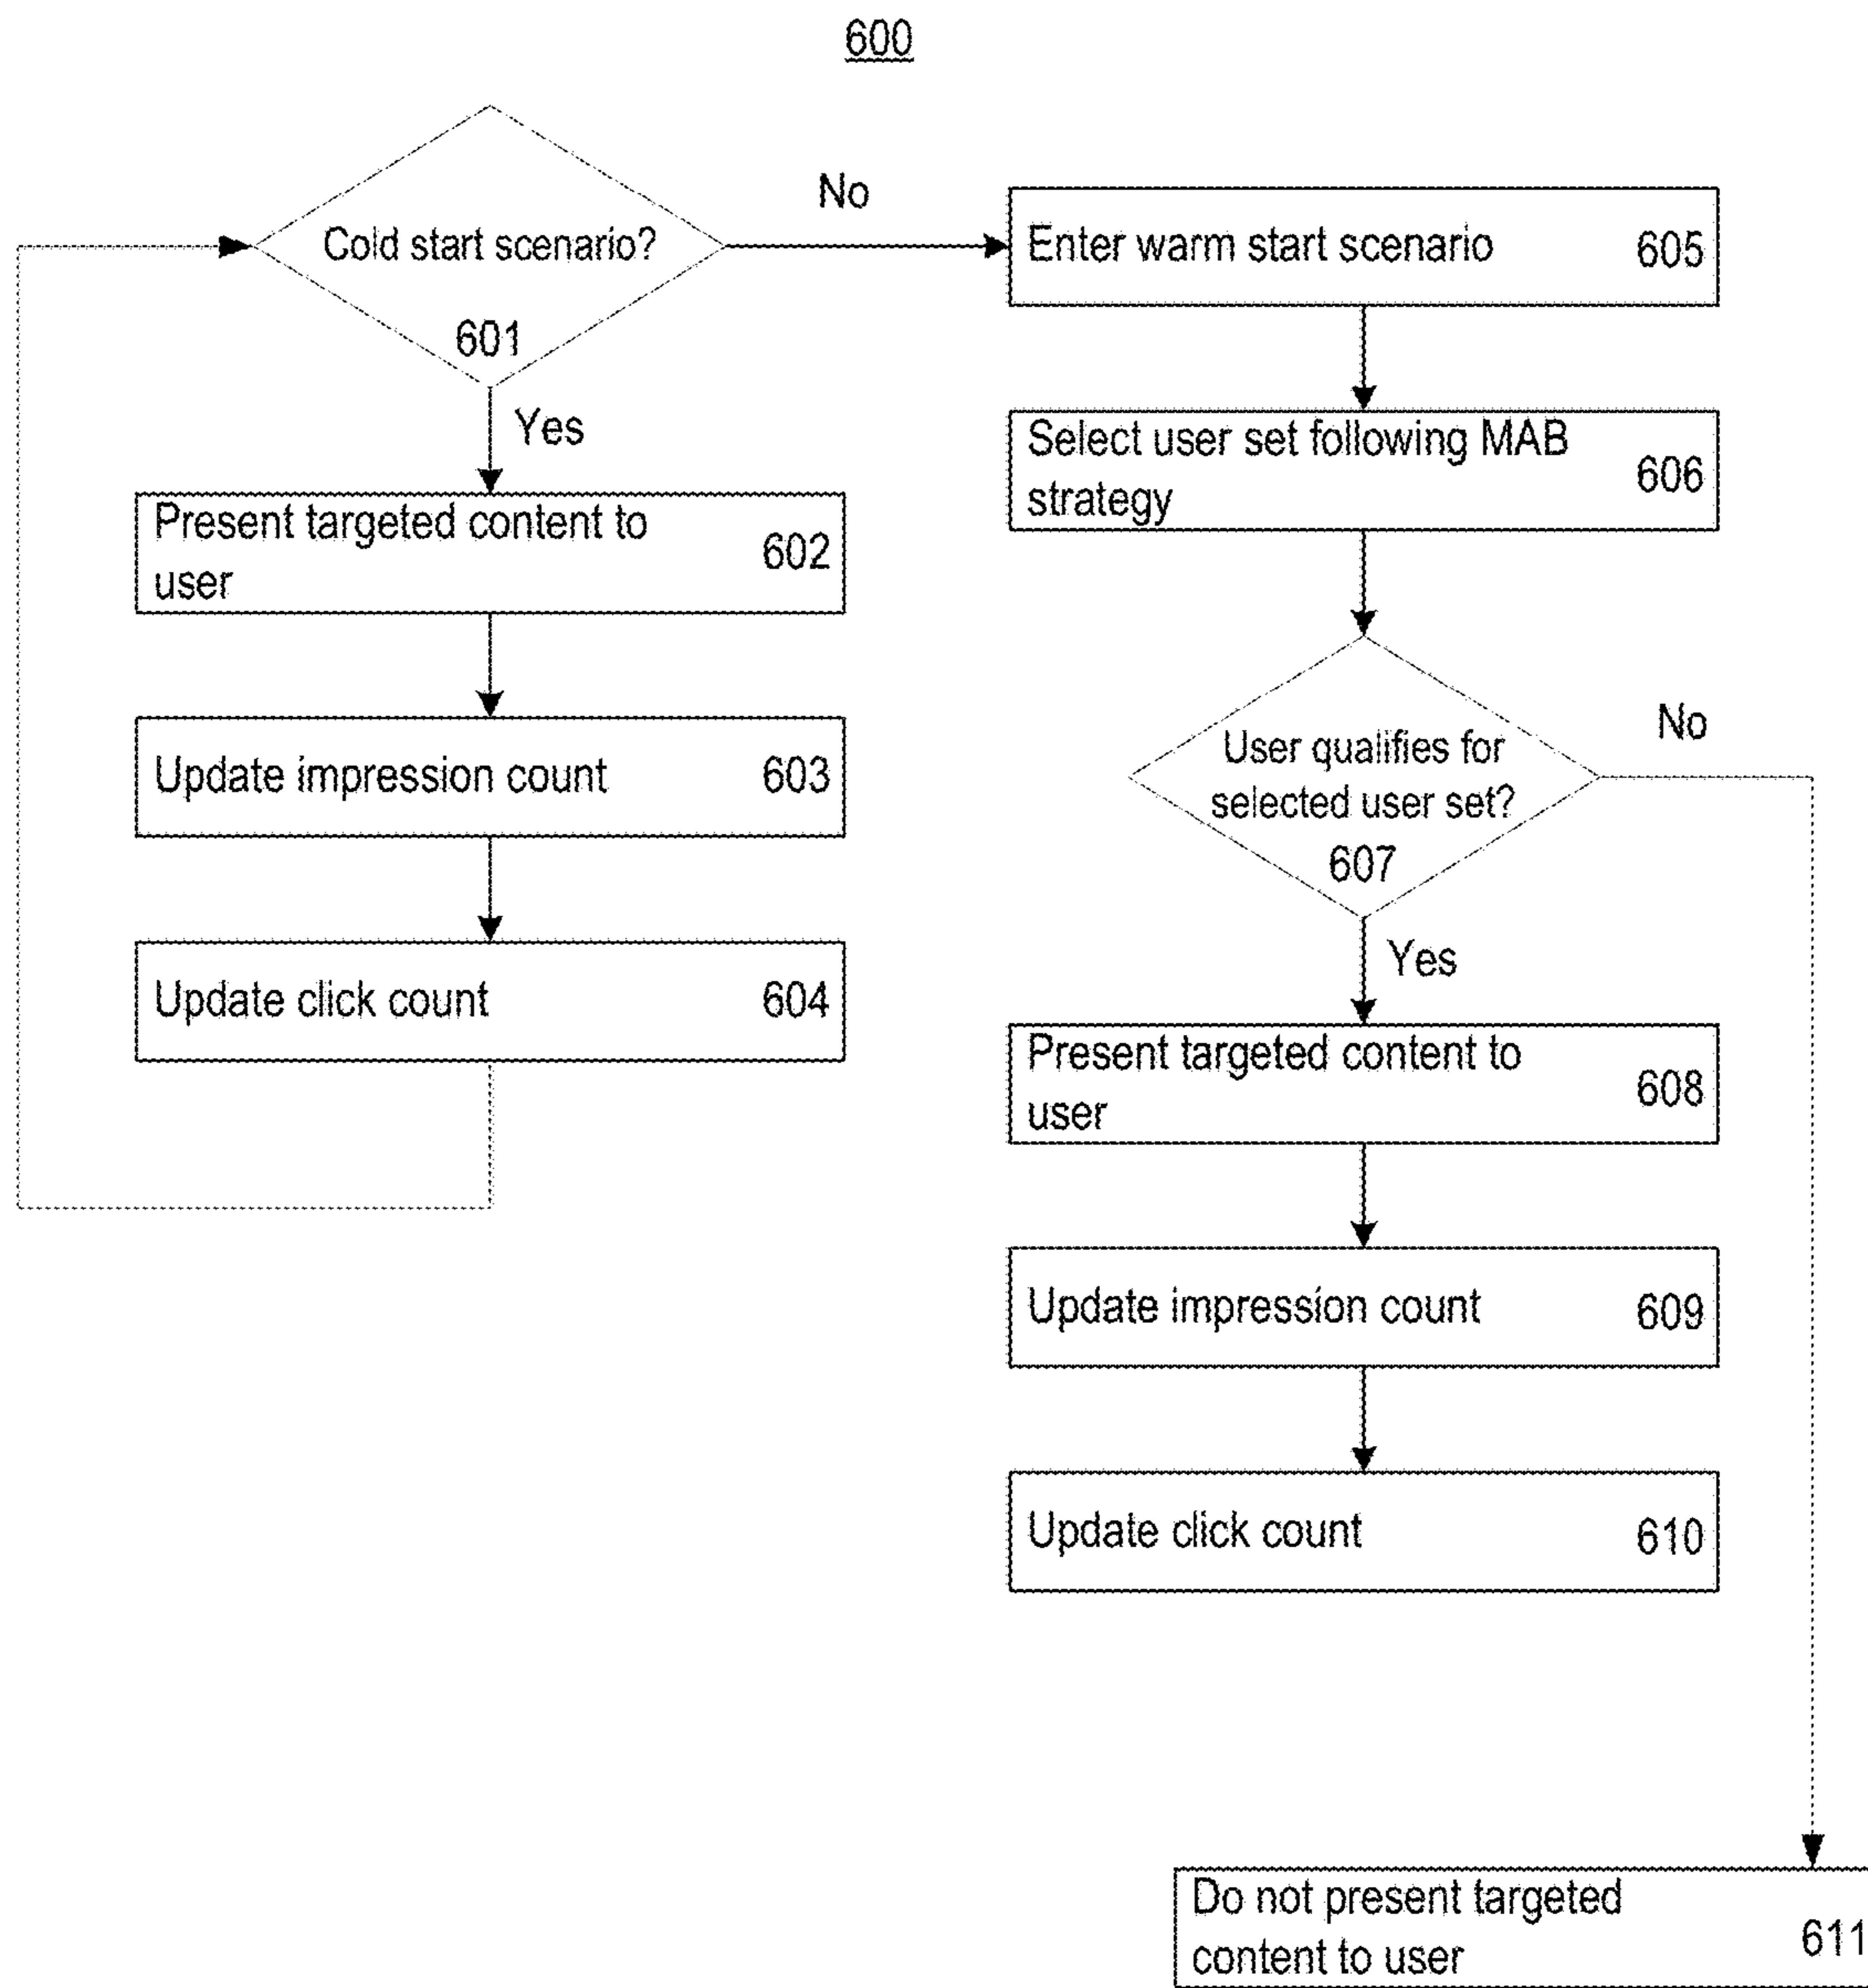 600
Cold start scenario?
601
No
Yes
Present targeted content to
user
602
Update impression count 603
Update click count 604
Enter warm start scenario 605
Select user set following MAB
strategy
606
User qualifies for
selected user set?
607
No
Yes
Present targeted content to
user
608
Update impression count 609
Update click count 610
Do not present targeted
content to user
611